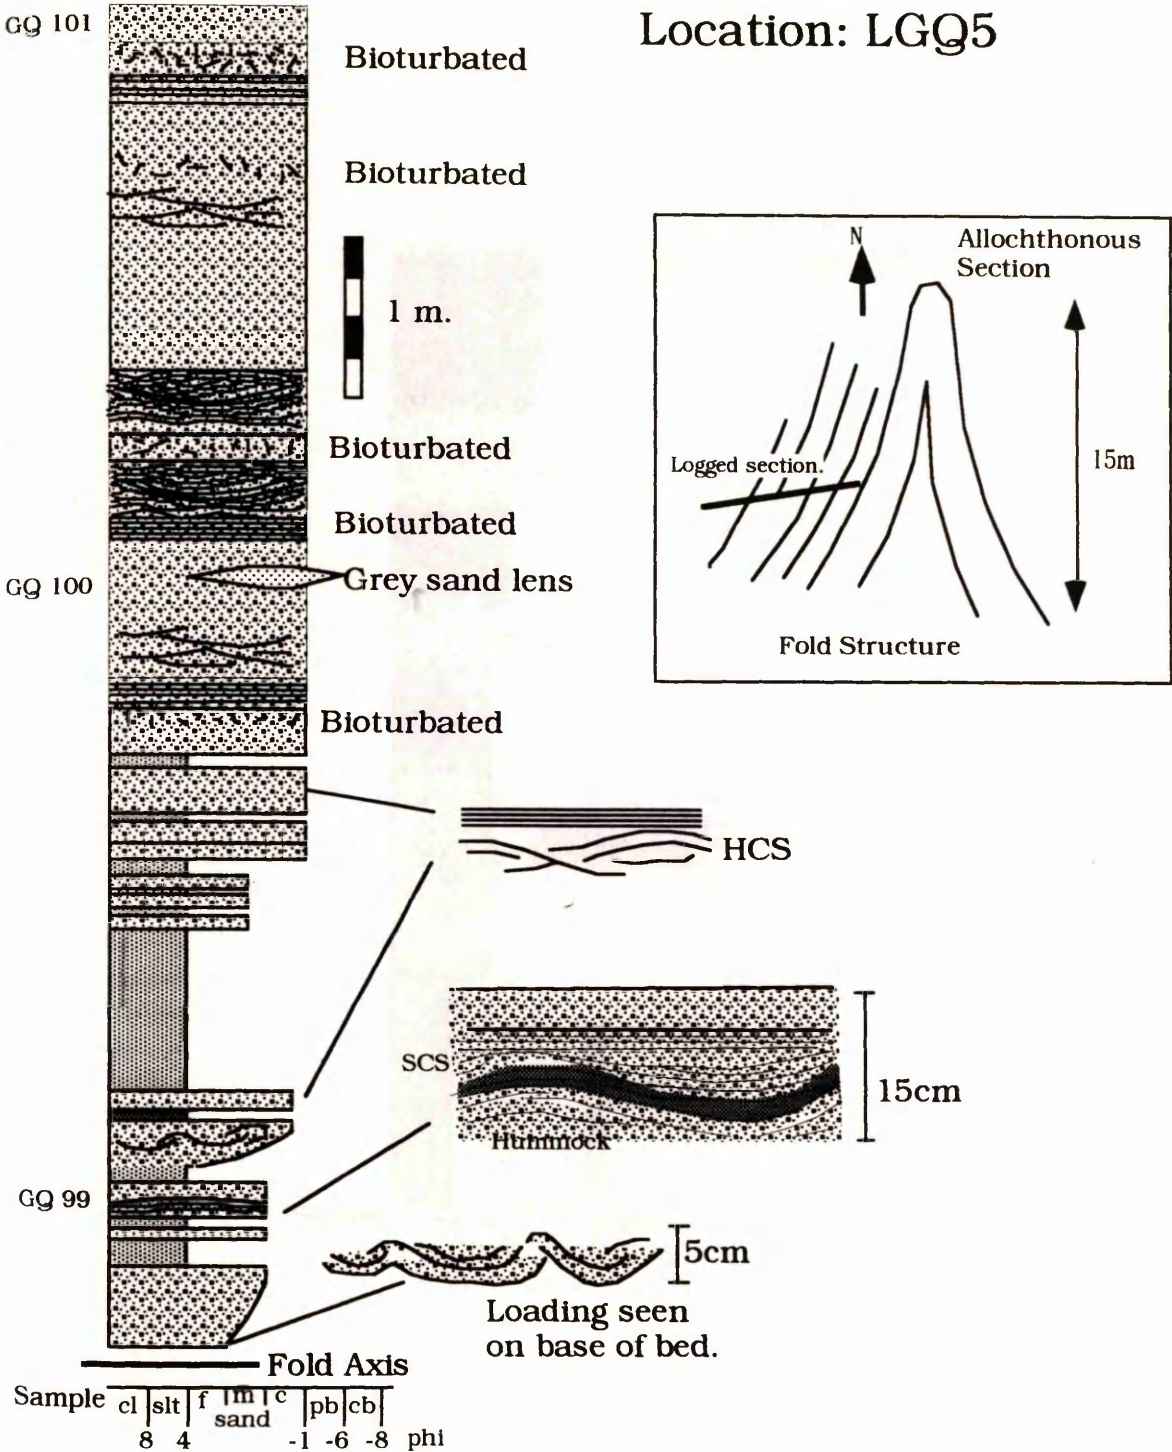 Location: LGQ5
GQ 101
Bioturbated
Bioturbated
1 m.
N
Allochthonous
Section
Logged section.
15m
Fold Structure
Bioturbated
Bioturbated
GQ 100
Grey sand lens
Bioturbated
HCS
SCS
15cm
Hummock
GQ 99
5cm
Loading seen
on base of bed.
Fold Axis
Sample cl slt f m c pb cb
sand
8 4 -1 -6 -8 phi